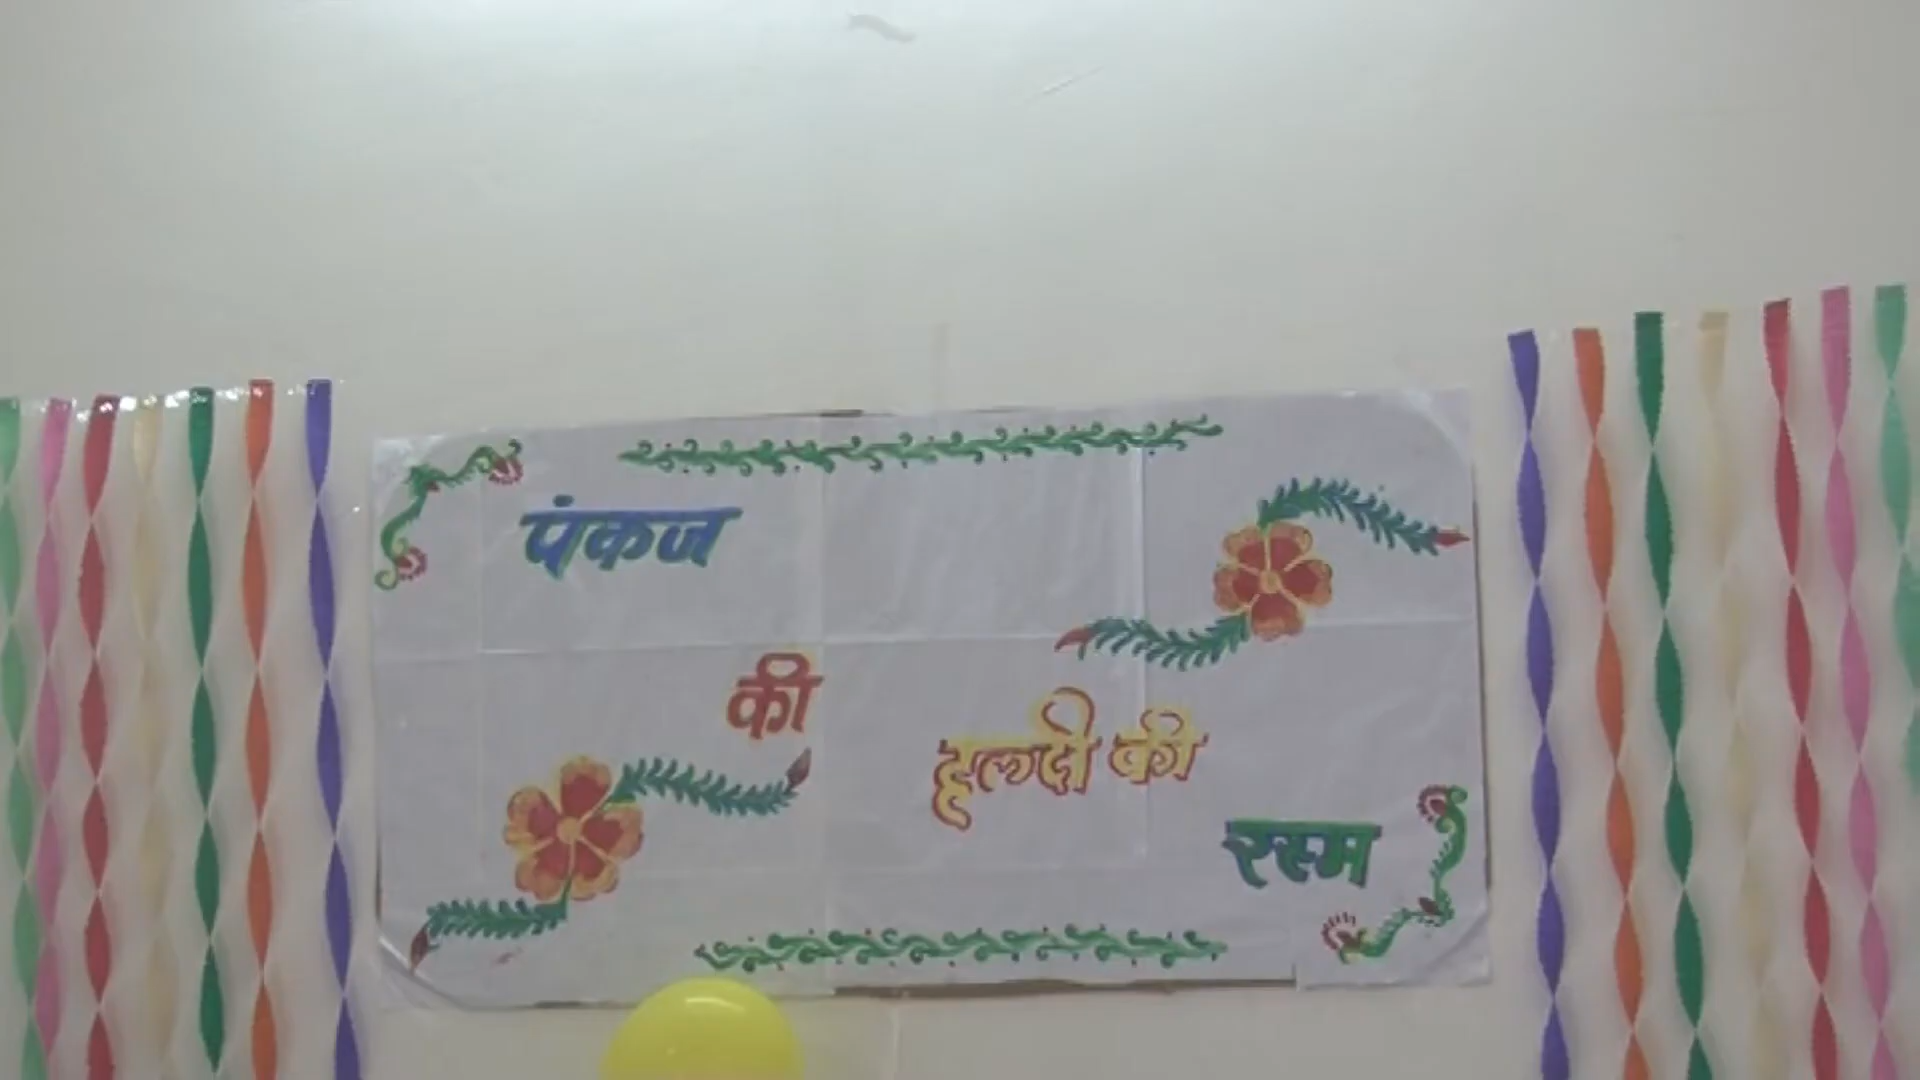 पंकज
की
हल्दी की
रस्म